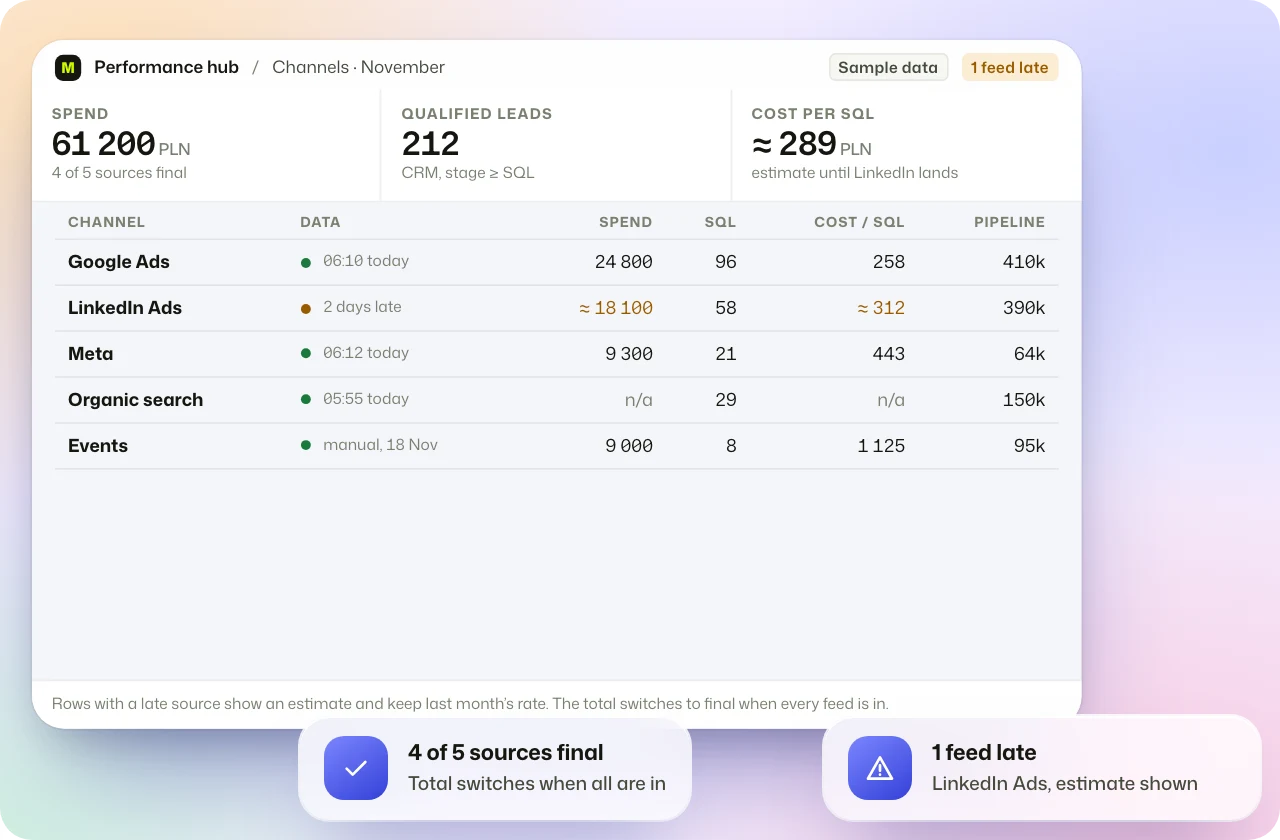 M Performance hub / Channels · November Sample data 1 feed late
SPEND QUALIFIED LEADS COST PER SQL
61 200 PLN 212 ≈ 289 PLN
4 of 5 sources final CRM, stage ≥ SQL estimate until LinkedIn lands
CHANNEL DATA SPEND SQL COST / SQL PIPELINE
Google Ads 06:10 today 24 800 96 258 410k
LinkedIn Ads 2 days late ≈ 18 100 58 ≈ 312 390k
Meta 06:12 today 9 300 21 443 64k
Organic search 05:55 today n/a 29 n/a 150k
Events manual, 18 Nov 9 000 8 1 125 95k
Rows with a late source show an estimate and keep last month's rate. The total switches to final when every feed is in.
4 of 5 sources final
Total switches when all are in
1 feed late
LinkedIn Ads, estimate shown